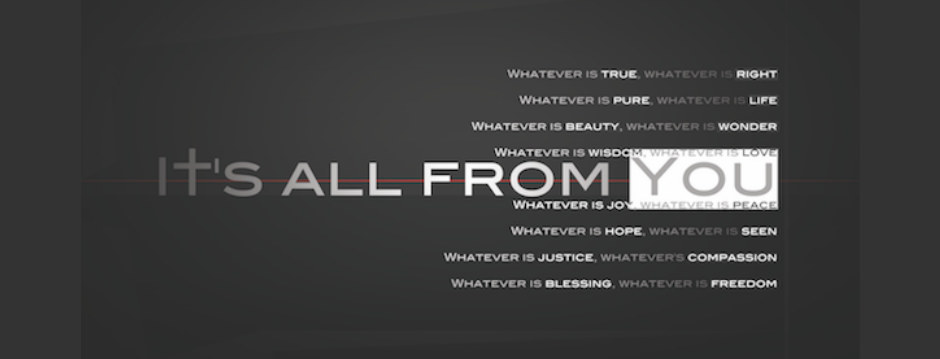 Whatever is TRUE, whatever is RIGHT
Whatever is PURE, whatever is LIFE
Whatever is BEAUTY, whatever is WONDER
Whatever is WISDOM, whatever is LOVE
It's ALL FROM You
Whatever is JOY, whatever is PEACE
Whatever is HOPE, whatever is SEEN
Whatever is JUSTICE, whatever's COMPASSION
Whatever is BLESSING, whatever is FREEDOM